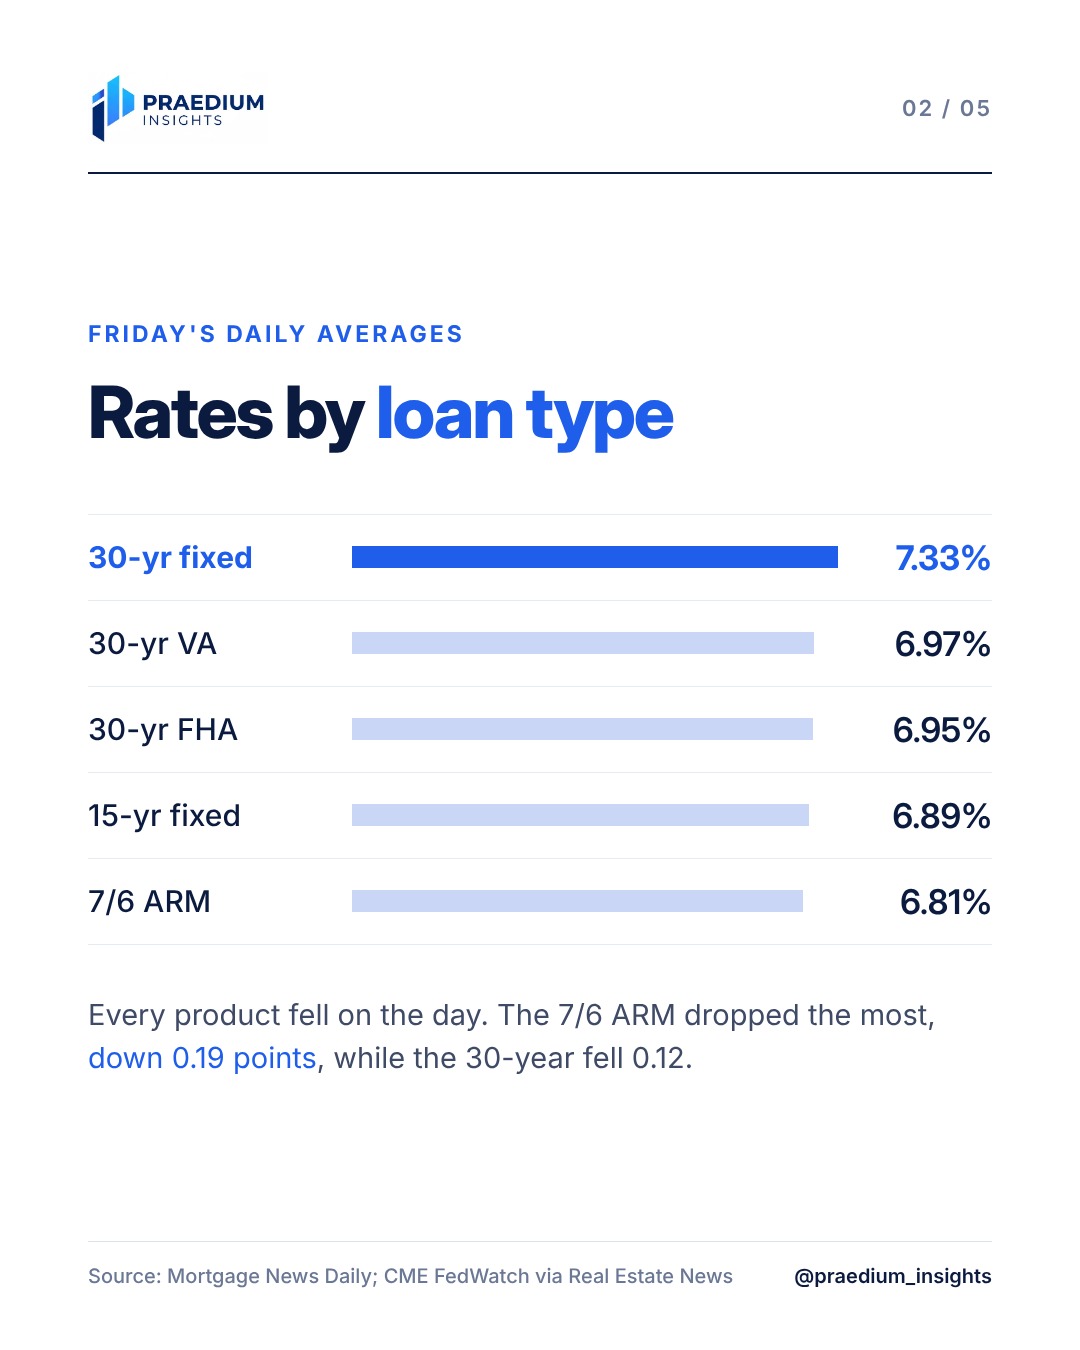 PRAEDIUM
INSIGHTS
02 / 05
FRIDAY'S DAILY AVERAGES
Rates by loan type
30-yr fixed 7.33%
30-yr VA 6.97%
30-yr FHA 6.95%
15-yr fixed 6.89%
7/6 ARM 6.81%
Every product fell on the day. The 7/6 ARM dropped the most,
down 0.19 points, while the 30-year fell 0.12.
Source: Mortgage News Daily; CME FedWatch via Real Estate News @praedium_insights